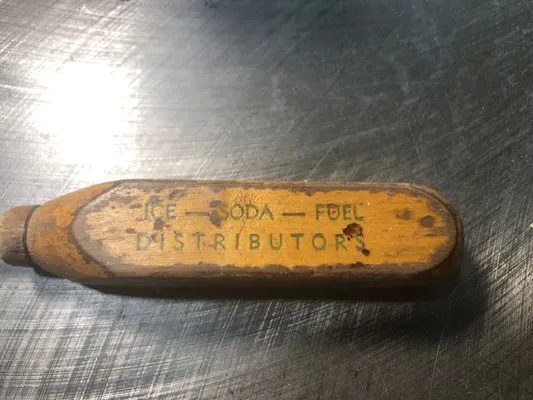 ICE — SODA — FUEL
DISTRIBUTORS